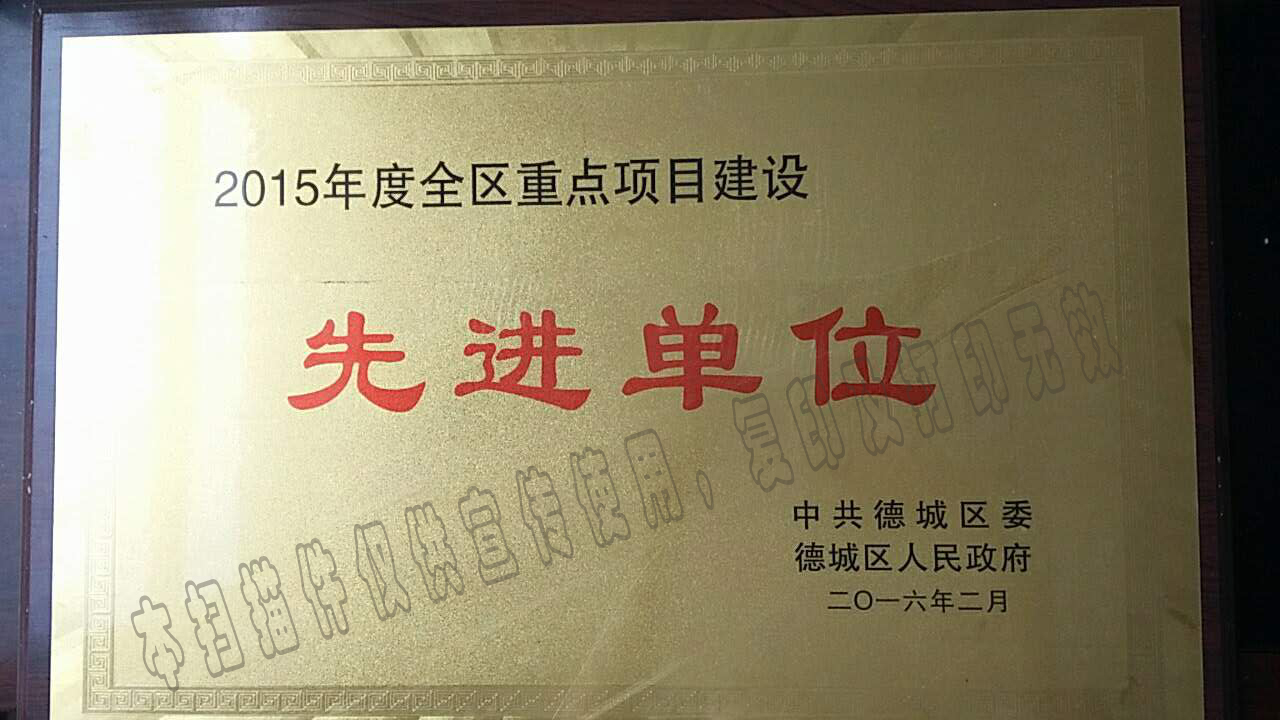 2015年度全区重点项目建设
先进单位
中共德城区委
德城区人民政府
二〇一六年二月
本扫描件仅供宣传使用，复印及打印无效